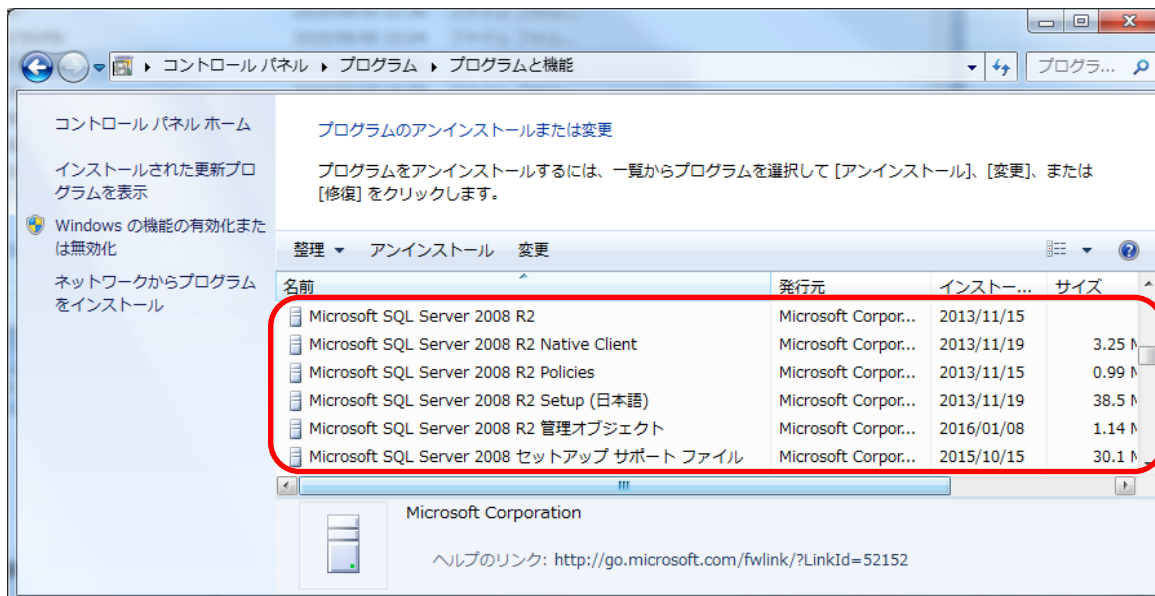 コントロール パネル ▸ プログラム ▸ プログラムと機能
プログラ...
コントロール パネル ホーム
インストールされた更新プログラムを表示
Windows の機能の有効化または無効化
ネットワークからプログラムをインストール
プログラムのアンインストールまたは変更
プログラムをアンインストールするには、一覧からプログラムを選択して [アンインストール]、[変更]、または
[修復] をクリックします。
整理 ▼ アンインストール 変更
名前 発行元 インストー... サイズ
Microsoft SQL Server 2008 R2 Microsoft Corpor... 2013/11/15
Microsoft SQL Server 2008 R2 Native Client Microsoft Corpor... 2013/11/19 3.25 M
Microsoft SQL Server 2008 R2 Policies Microsoft Corpor... 2013/11/15 0.99 M
Microsoft SQL Server 2008 R2 Setup (日本語) Microsoft Corpor... 2013/11/19 38.5 M
Microsoft SQL Server 2008 R2 管理オブジェクト Microsoft Corpor... 2016/01/08 1.14 M
Microsoft SQL Server 2008 セットアップ サポート ファイル Microsoft Corpor... 2015/10/15 30.1 M
Microsoft Corporation
ヘルプのリンク: http://go.microsoft.com/fwlink/?LinkId=52152